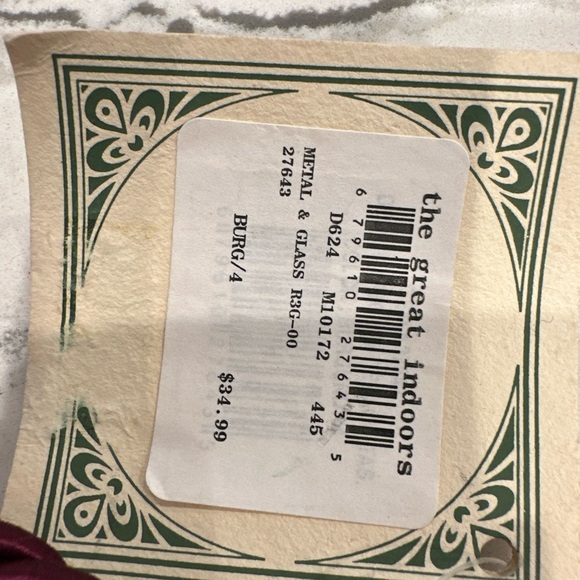 the great indoors
6 79610 27643 5
D624 M10172 445
METAL & GLASS R3G-00
27643
BURG/4 $34.99